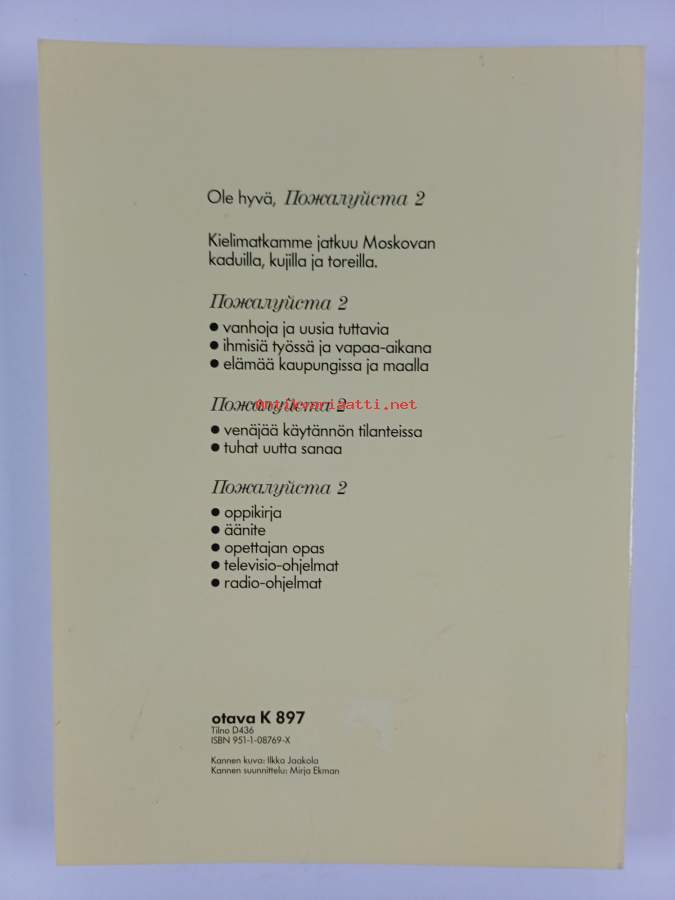 Ole hyvä, Пожалуйста 2
Kielimatkamme jatkuu Moskovan
kaduilla, kujilla ja toreilla.
Пожалуйста 2
• vanhoja ja uusia tuttavia
• ihmisiä työssä ja vapaa-aikana
• elämää kaupungissa ja maalla
Пожалуйста 2
Antikvariaatti.net
• venäjää käytännön tilanteissa
• tuhat uutta sanaa
Пожалуйста 2
• oppikirja
• äänite
• opettajan opas
• televisio-ohjelmat
• radio-ohjelmat
otava K 897
Tilno D436
ISBN 951-1-08769-X
Kannen kuva: Ilkka Jaakola
Kannen suunnittelu: Mirja Ekman